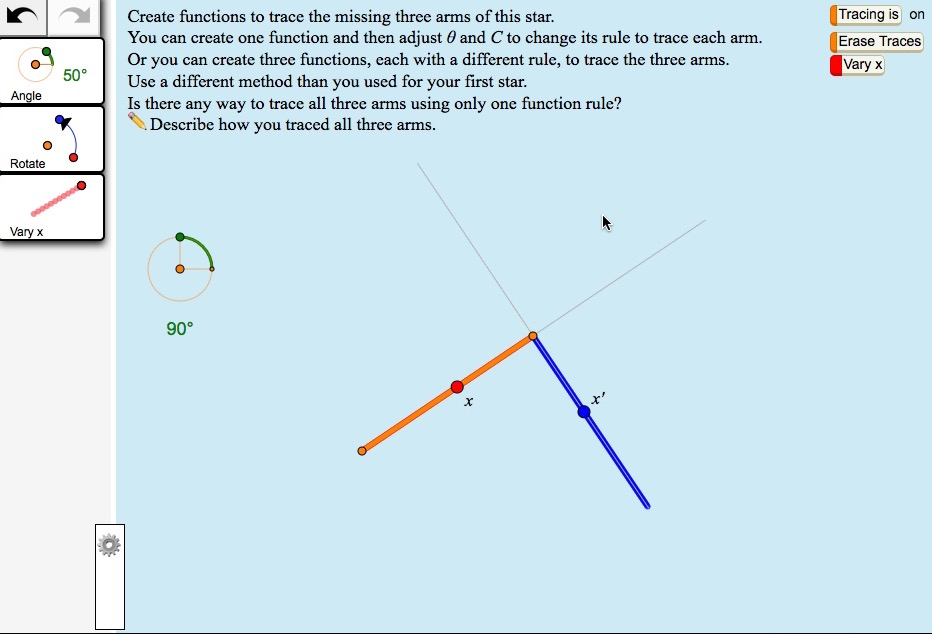 Create functions to trace the missing three arms of this star.
You can create one function and then adjust θ and C to change its rule to trace each arm.
Or you can create three functions, each with a different rule, to trace the three arms.
Use a different method than you used for your first star.
Is there any way to trace all three arms using only one function rule?
Describe how you traced all three arms.
Tracing is on
Erase Traces
Vary x
50°
Angle
Rotate
Vary x
90°
x
x'